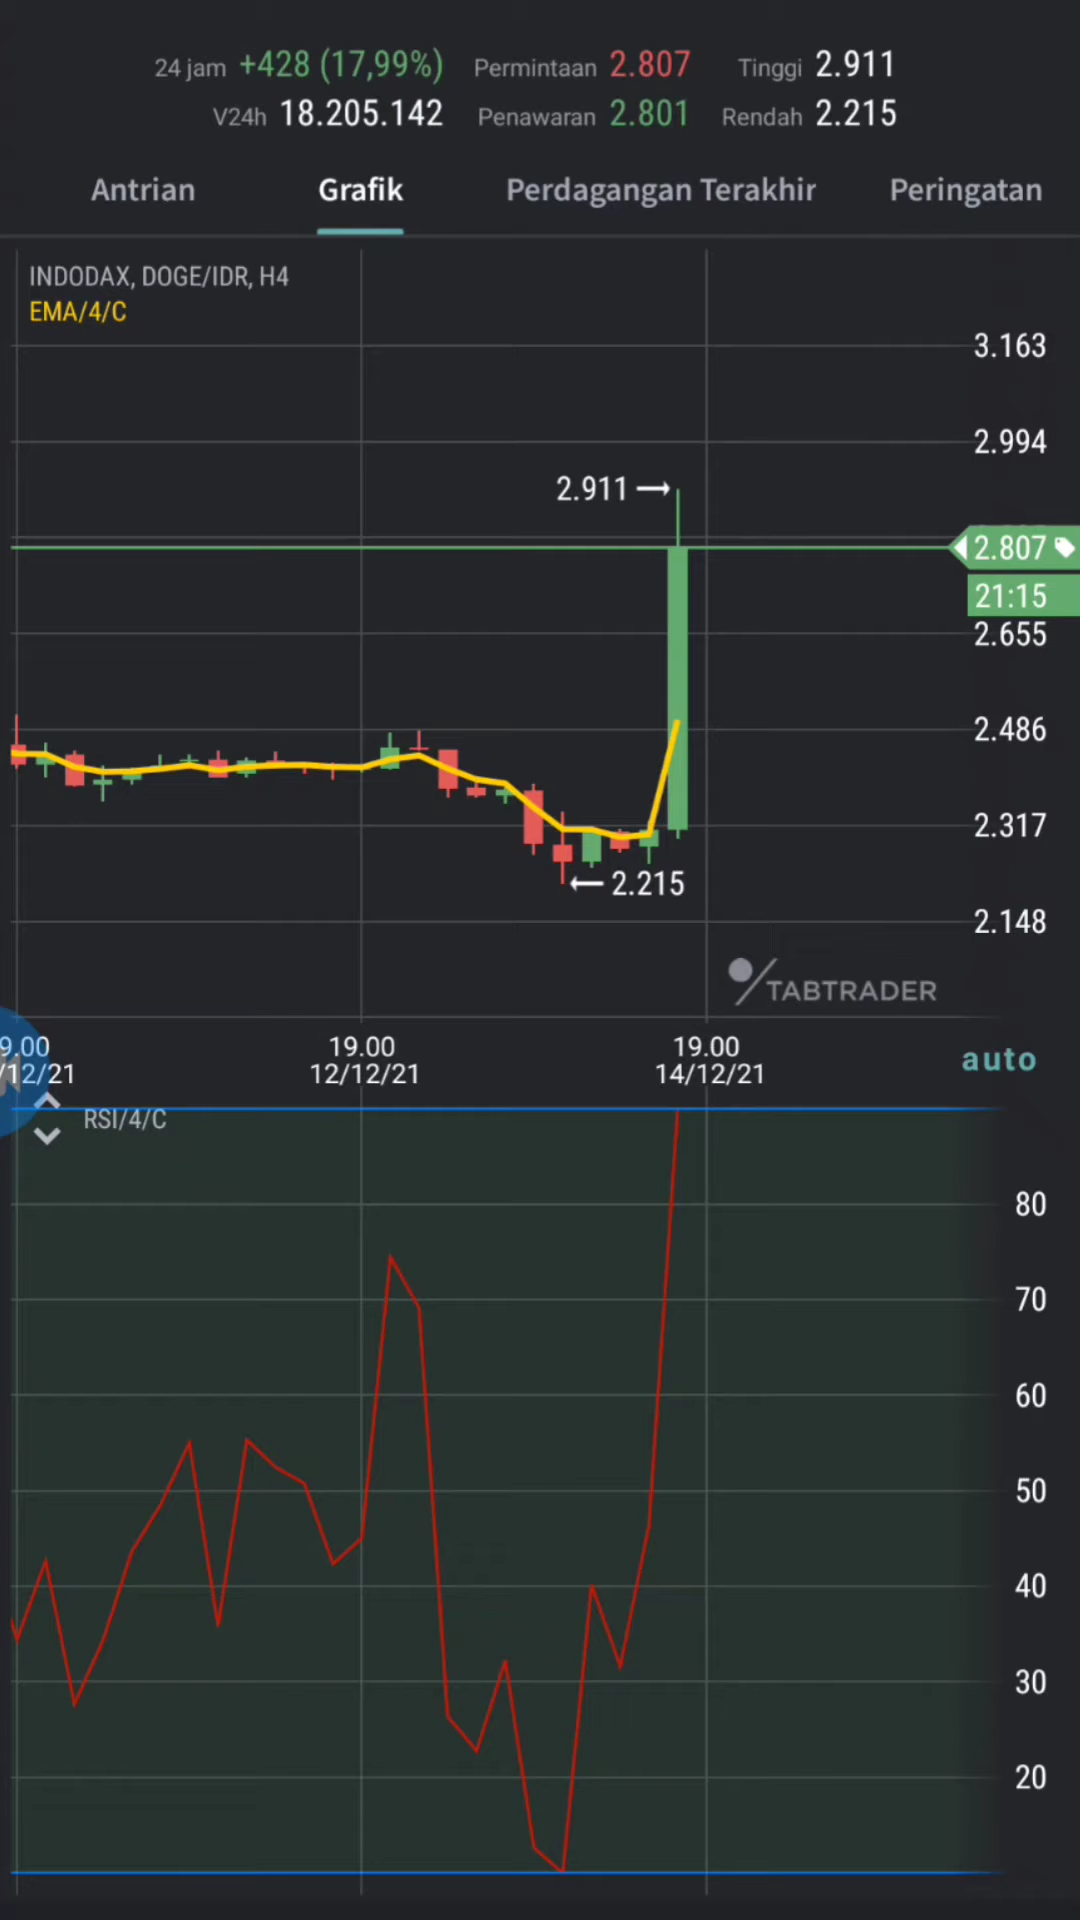 24 jam +428 (17,99%) Permintaan 2.807 Tinggi 2.911
V24h 18.205.142 Penawaran 2.801 Rendah 2.215
Antrian Grafik Perdagangan Terakhir Peringatan
INDODAX, DOGE/IDR, H4
EMA/4/C
3.163
2.994
2.911
2.807
21:15
2.655
2.486
2.317
2.215
2.148
TABTRADER
9.00 19.00 19.00
/12/21 12/12/21 14/12/21
auto
RSI/4/C
80
70
60
50
40
30
20